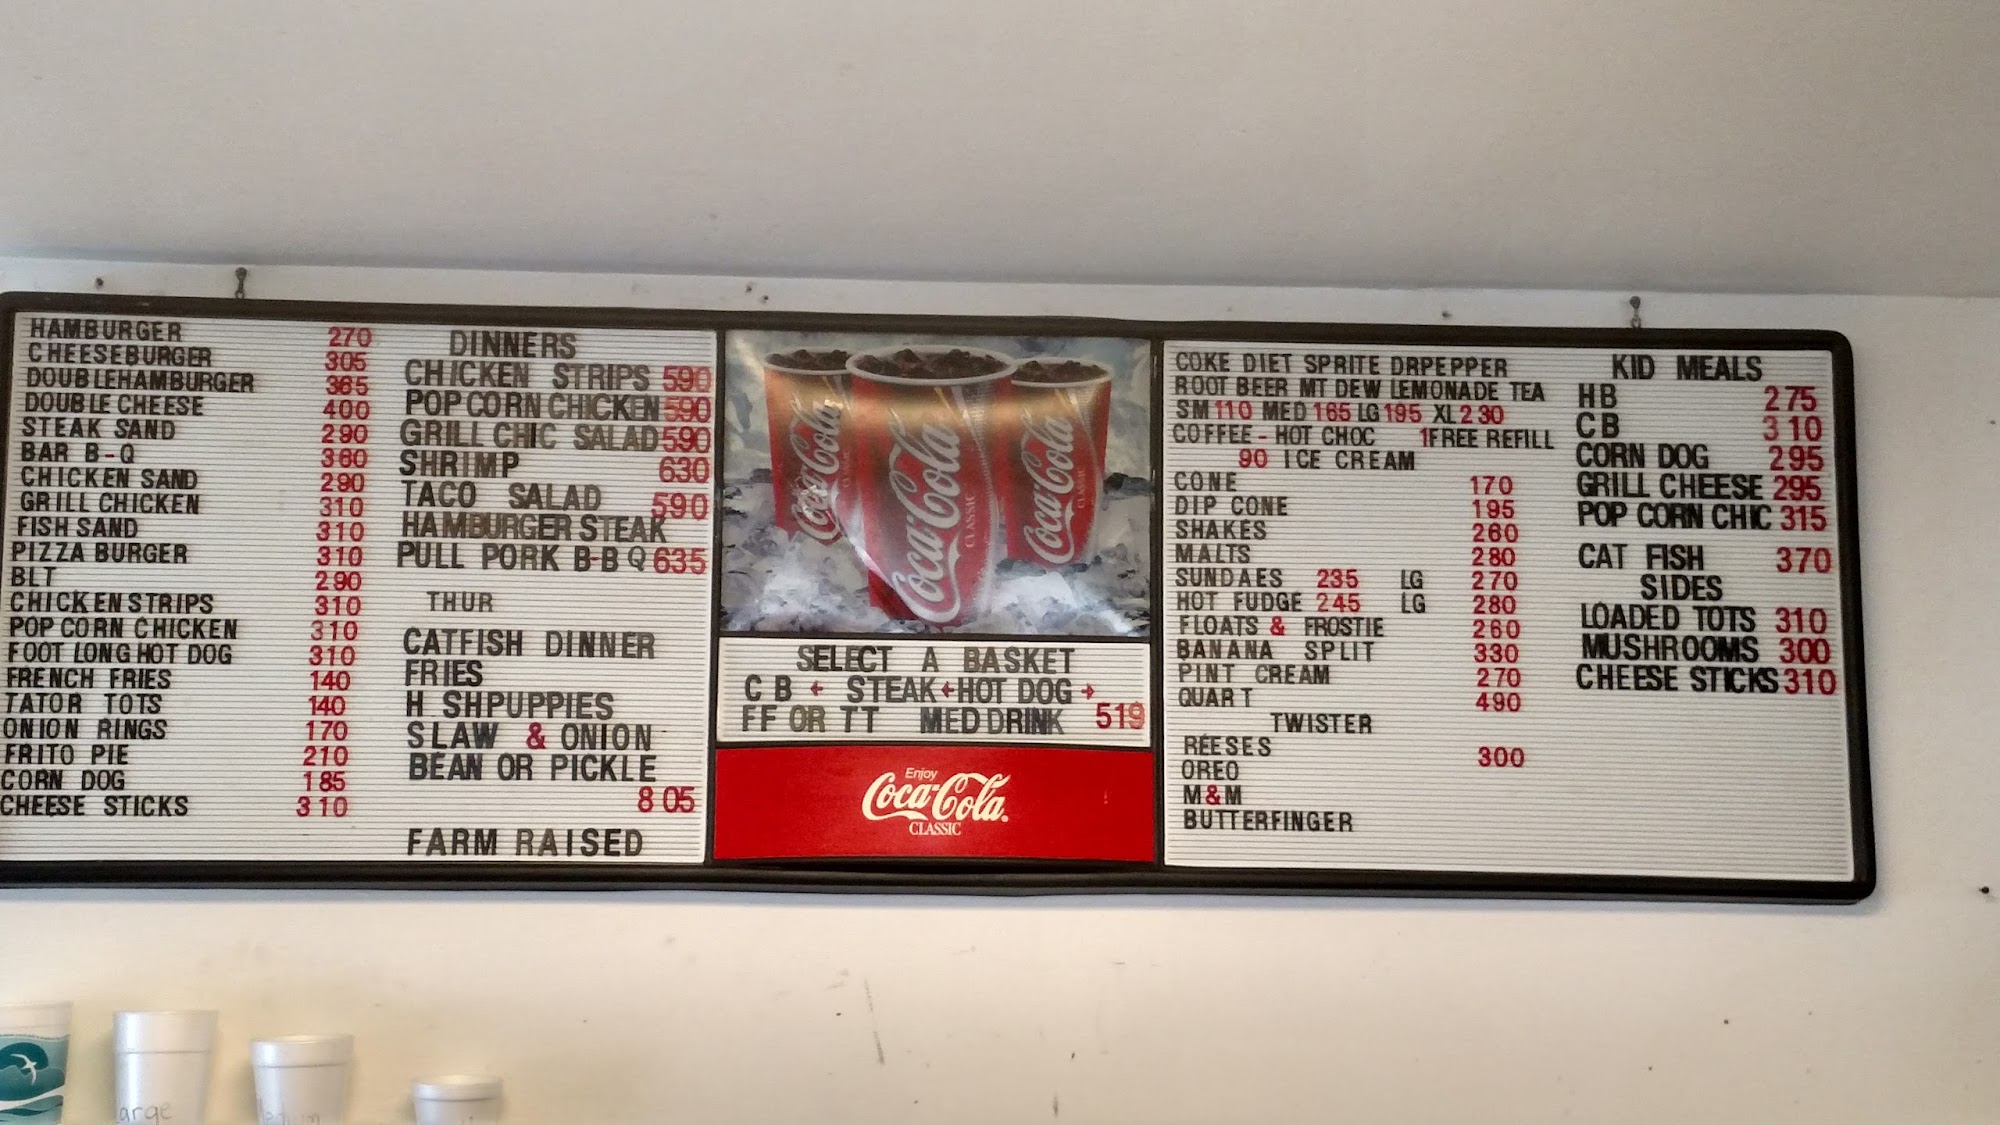 HAMBURGER 270
CHEESEBURGER 305
DOUBLEHAMBURGER 365
DOUBLE CHEESE 400
STEAK SAND 290
BAR B-Q 380
CHICKEN SAND 290
GRILL CHICKEN 310
FISH SAND 310
PIZZA BURGER 310
BLT 290
CHICKEN STRIPS 310
POP CORN CHICKEN 310
FOOT LONG HOT DOG 310
FRENCH FRIES 140
TATOR TOTS 140
ONION RINGS 170
FRITO PIE 210
CORN DOG 185
CHEESE STICKS 310
DINNERS
CHICKEN STRIPS 590
POP CORN CHICKEN 590
GRILL CHIC SALAD 590
SHRIMP 630
TACO SALAD 590
HAMBURGER STEAK
PULL PORK B-B Q 635
THUR
CATFISH DINNER
FRIES
H SHPUPPIES
SLAW & ONION
BEAN OR PICKLE
8 05
FARM RAISED
Coca-Cola CLASSIC
Coca-Cola CLASSIC
Coca-Cola CLASSIC
SELECT A BASKET
C B ← STEAK ← HOT DOG →
FF OR TT MED DRINK 519
Enjoy
Coca-Cola
CLASSIC
COKE DIET SPRITE DRPEPPER
ROOT BEER MT DEW LEMONADE TEA
SM 110 MED 165 LG 195 XL 2 30
COFFEE - HOT CHOC 1FREE REFILL
90 ICE CREAM
CONE 170
DIP CONE 195
SHAKES 260
MALTS 280
SUNDAES 235 LG 270
HOT FUDGE 245 LG 280
FLOATS & FROSTIE 260
BANANA SPLIT 330
PINT CREAM 270
QUART 490
TWISTER
REESES 300
OREO
M&M
BUTTERFINGER
KID MEALS
HB 275
CB 310
CORN DOG 295
GRILL CHEESE 295
POP CORN CHIC 315
CAT FISH 370
SIDES
LOADED TOTS 310
MUSHROOMS 300
CHEESE STICKS 310